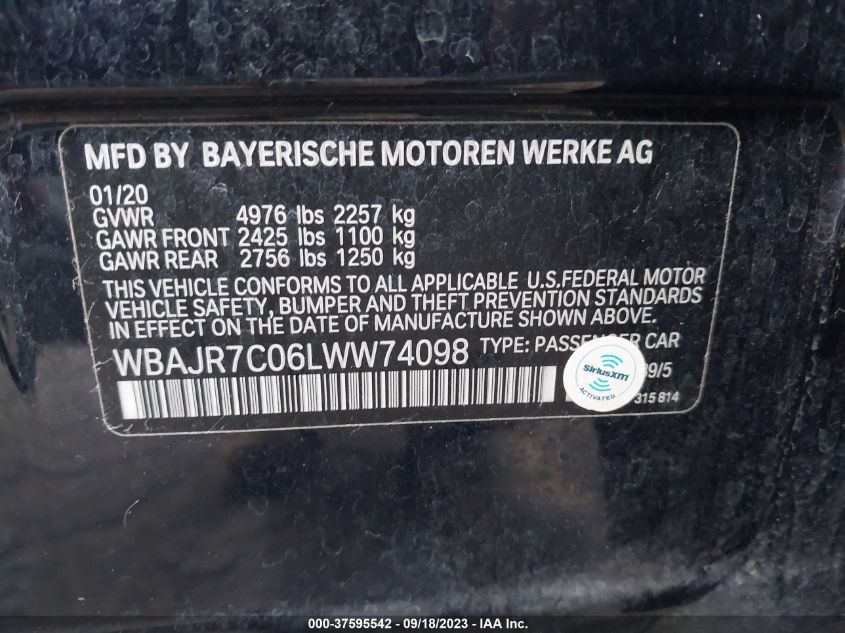 MFD BY BAYERISCHE MOTOREN WERKE AG
01/20
GVWR 4976 lbs 2257 kg
GAWR FRONT 2425 lbs 1100 kg
GAWR REAR 2756 lbs 1250 kg
THIS VEHICLE CONFORMS TO ALL APPLICABLE U.S.FEDERAL MOTOR
VEHICLE SAFETY, BUMPER AND THEFT PREVENTION STANDARDS
IN EFFECT ON THE DATE OF MANUFACTURE SHOWN ABOVE.
WBAJR7C06LWW74098 TYPE: PASSENGER CAR
SiriusXM
ACTIVATED
9/5
315 814
000-37595542 - 09/18/2023 - IAA Inc.